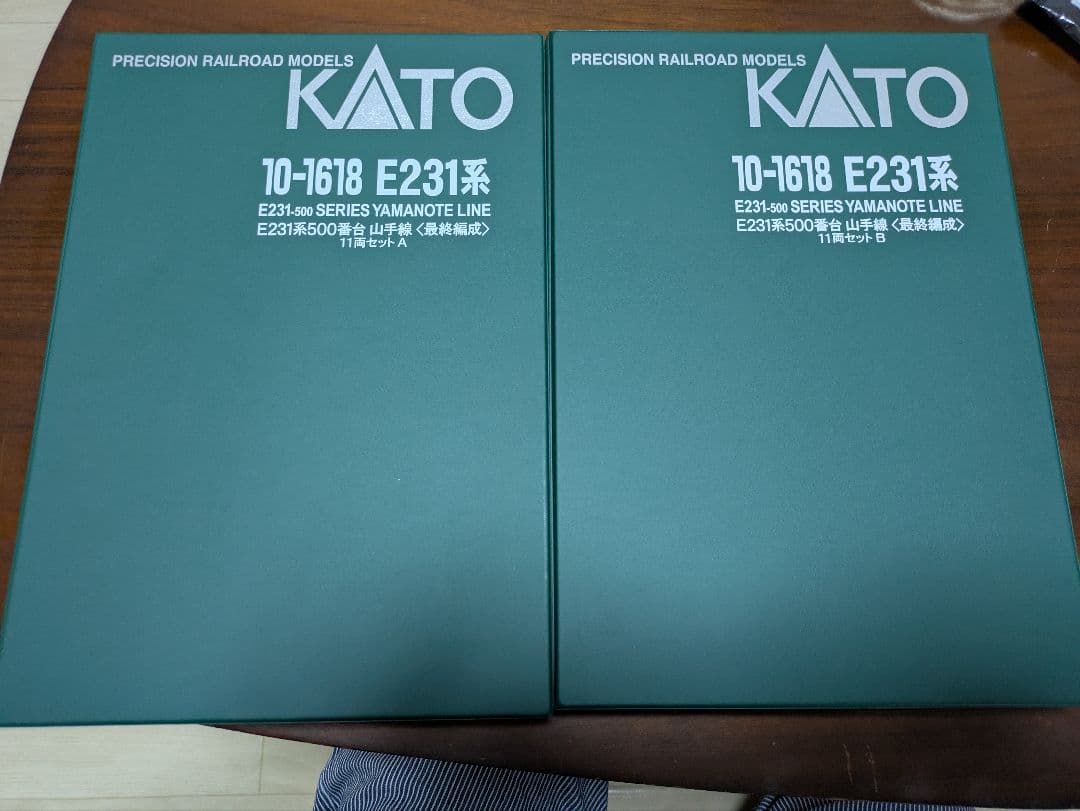 PRECISION RAILROAD MODELS
KATO
10-1618 E231系
E231-500 SERIES YAMANOTE LINE
E231系500番台 山手線〈最終編成〉
11両セット A
PRECISION RAILROAD MODELS
KATO
10-1618 E231系
E231-500 SERIES YAMANOTE LINE
E231系500番台 山手線〈最終編成〉
11両セット B